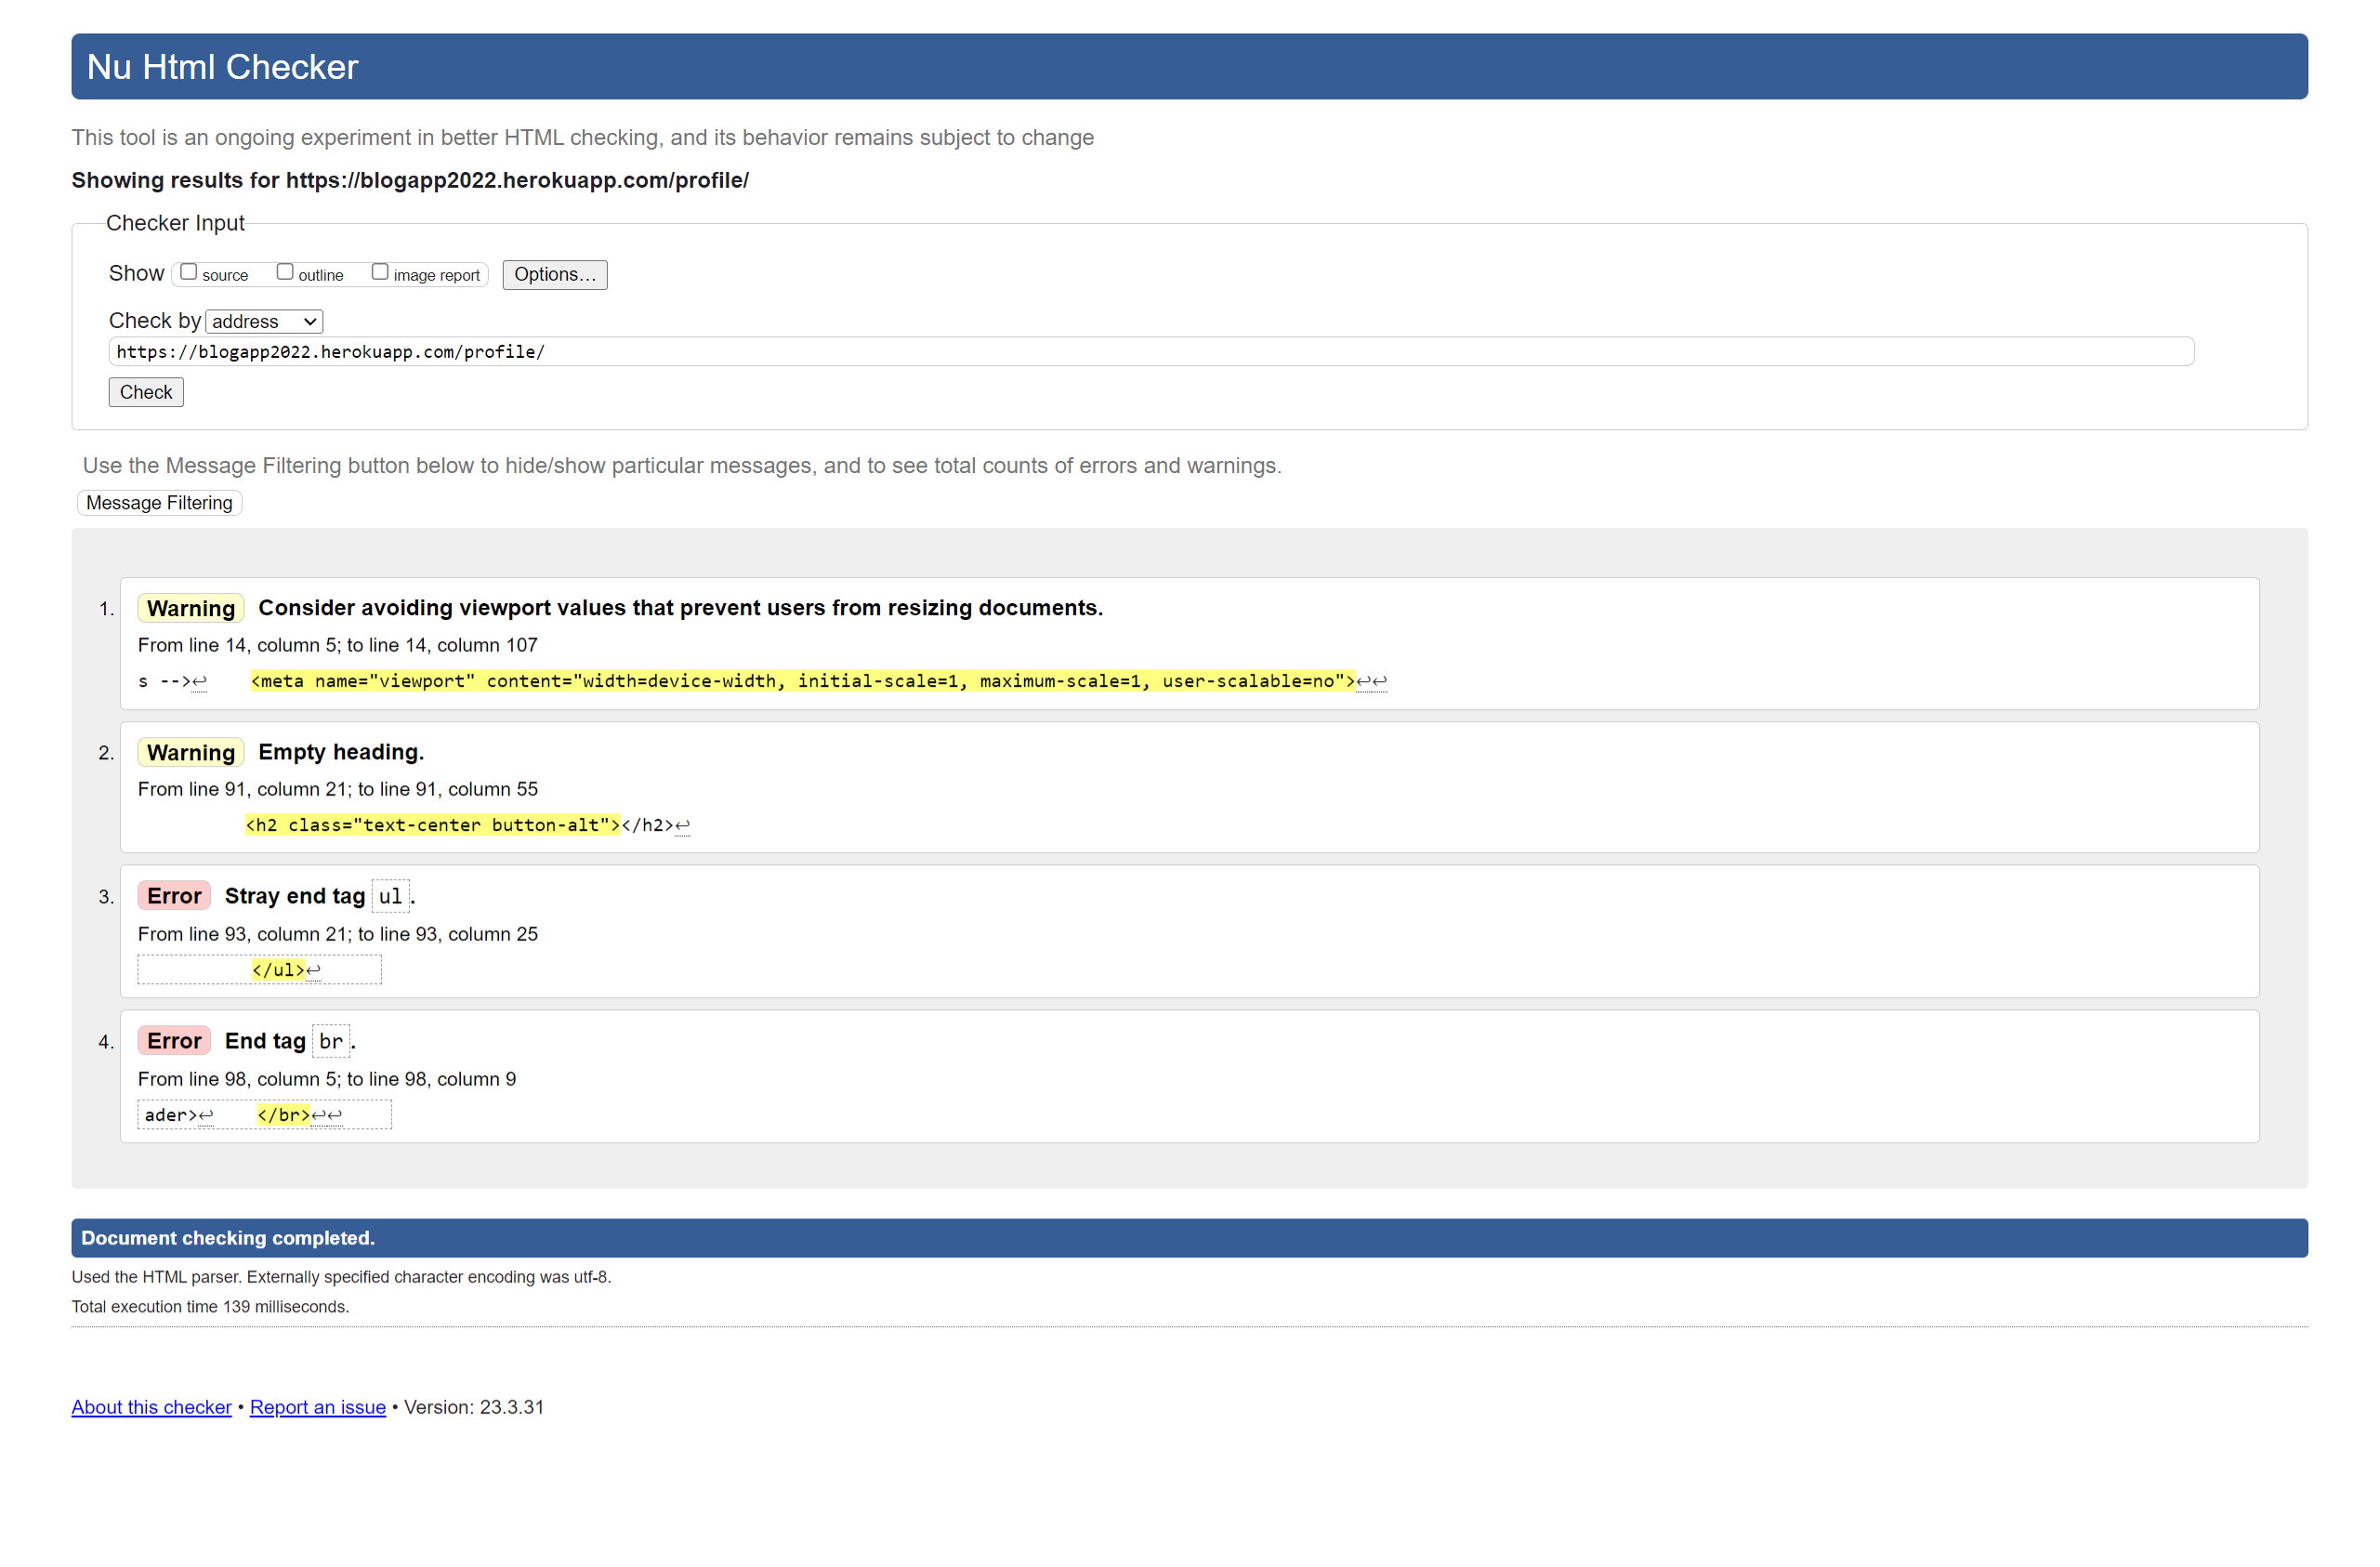 Nu Html Checker
This tool is an ongoing experiment in better HTML checking, and its behavior remains subject to change
Showing results for https://blogapp2022.herokuapp.com/profile/
Checker Input
Show source outline image report Options...
Check by address
https://blogapp2022.herokuapp.com/profile/
Check
Use the Message Filtering button below to hide/show particular messages, and to see total counts of errors and warnings.
Message Filtering
1. Warning Consider avoiding viewport values that prevent users from resizing documents.
From line 14, column 5; to line 14, column 107
s -->↩ <meta name="viewport" content="width=device-width, initial-scale=1, maximum-scale=1, user-scalable=no">↩↩
2. Warning Empty heading.
From line 91, column 21; to line 91, column 55
<h2 class="text-center button-alt"></h2>↩
3. Error Stray end tag ul.
From line 93, column 21; to line 93, column 25
</ul>↩
4. Error End tag br.
From line 98, column 5; to line 98, column 9
ader>↩ </br>↩↩
Document checking completed.
Used the HTML parser. Externally specified character encoding was utf-8.
Total execution time 139 milliseconds.
About this checker • Report an issue • Version: 23.3.31